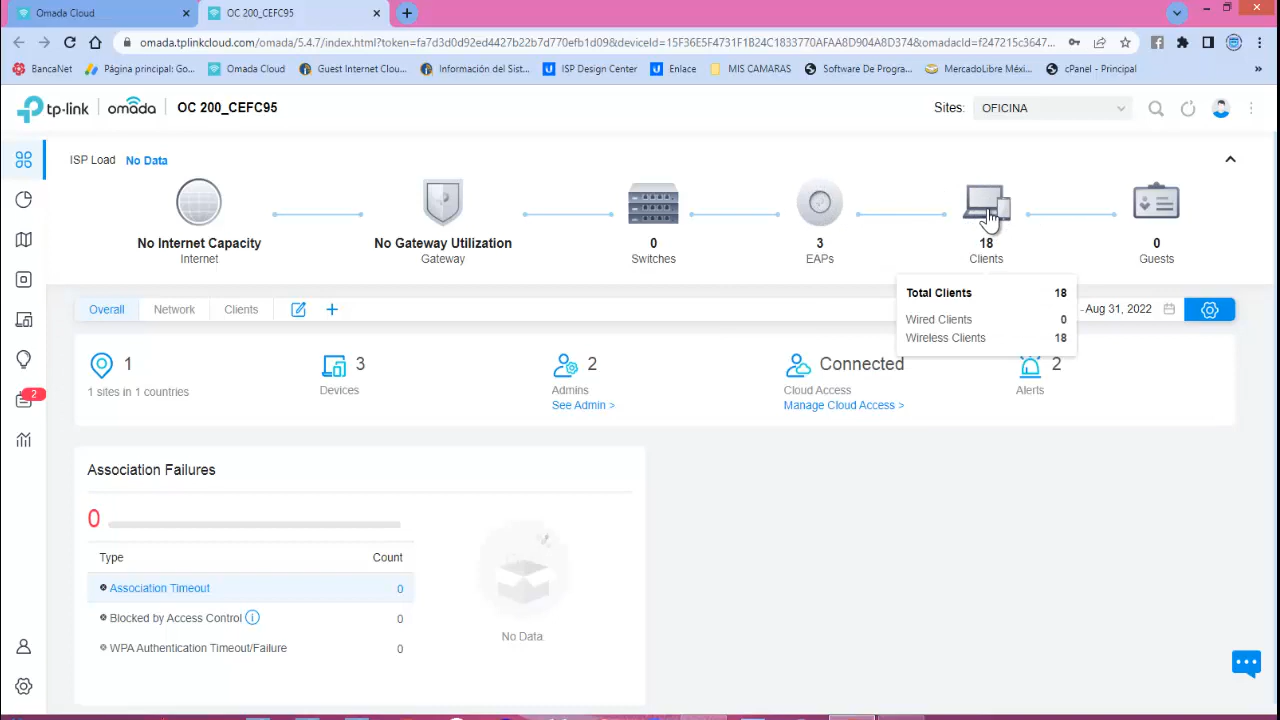 Omada Cloud
OC 200_CEFC95
omada.tplinkcloud.com/omada/5.4.7/index.html?token=fa7d3d0d92ed4427b22b7d770efb1d09&deviceId=15F36E5F4731F1B24C1833770AFAA8D904A8D374&omadacId=f247215c3647...
BancaNet
Página principal: Go...
Omada Cloud
Guest Internet Clou...
Información del Sist...
ISP Design Center
Enlace
MIS CAMARAS
Software De Progra...
MercadoLibre Méxi...
cPanel - Principal
»
tp-link
omada
OC 200_CEFC95
Sites:
OFICINA
ISP Load
No Data
No Internet Capacity
Internet
No Gateway Utilization
Gateway
0
Switches
3
EAPs
18
Clients
0
Guests
Total Clients 18
Wired Clients 0
Wireless Clients 18
Overall
Network
Clients
- Aug 31, 2022
1
1 sites in 1 countries
3
Devices
2
Admins
See Admin >
Connected
Cloud Access
Manage Cloud Access >
2
Alerts
2
Association Failures
0
Type Count
Association Timeout 0
Blocked by Access Control 0
WPA Authentication Timeout/Failure 0
No Data